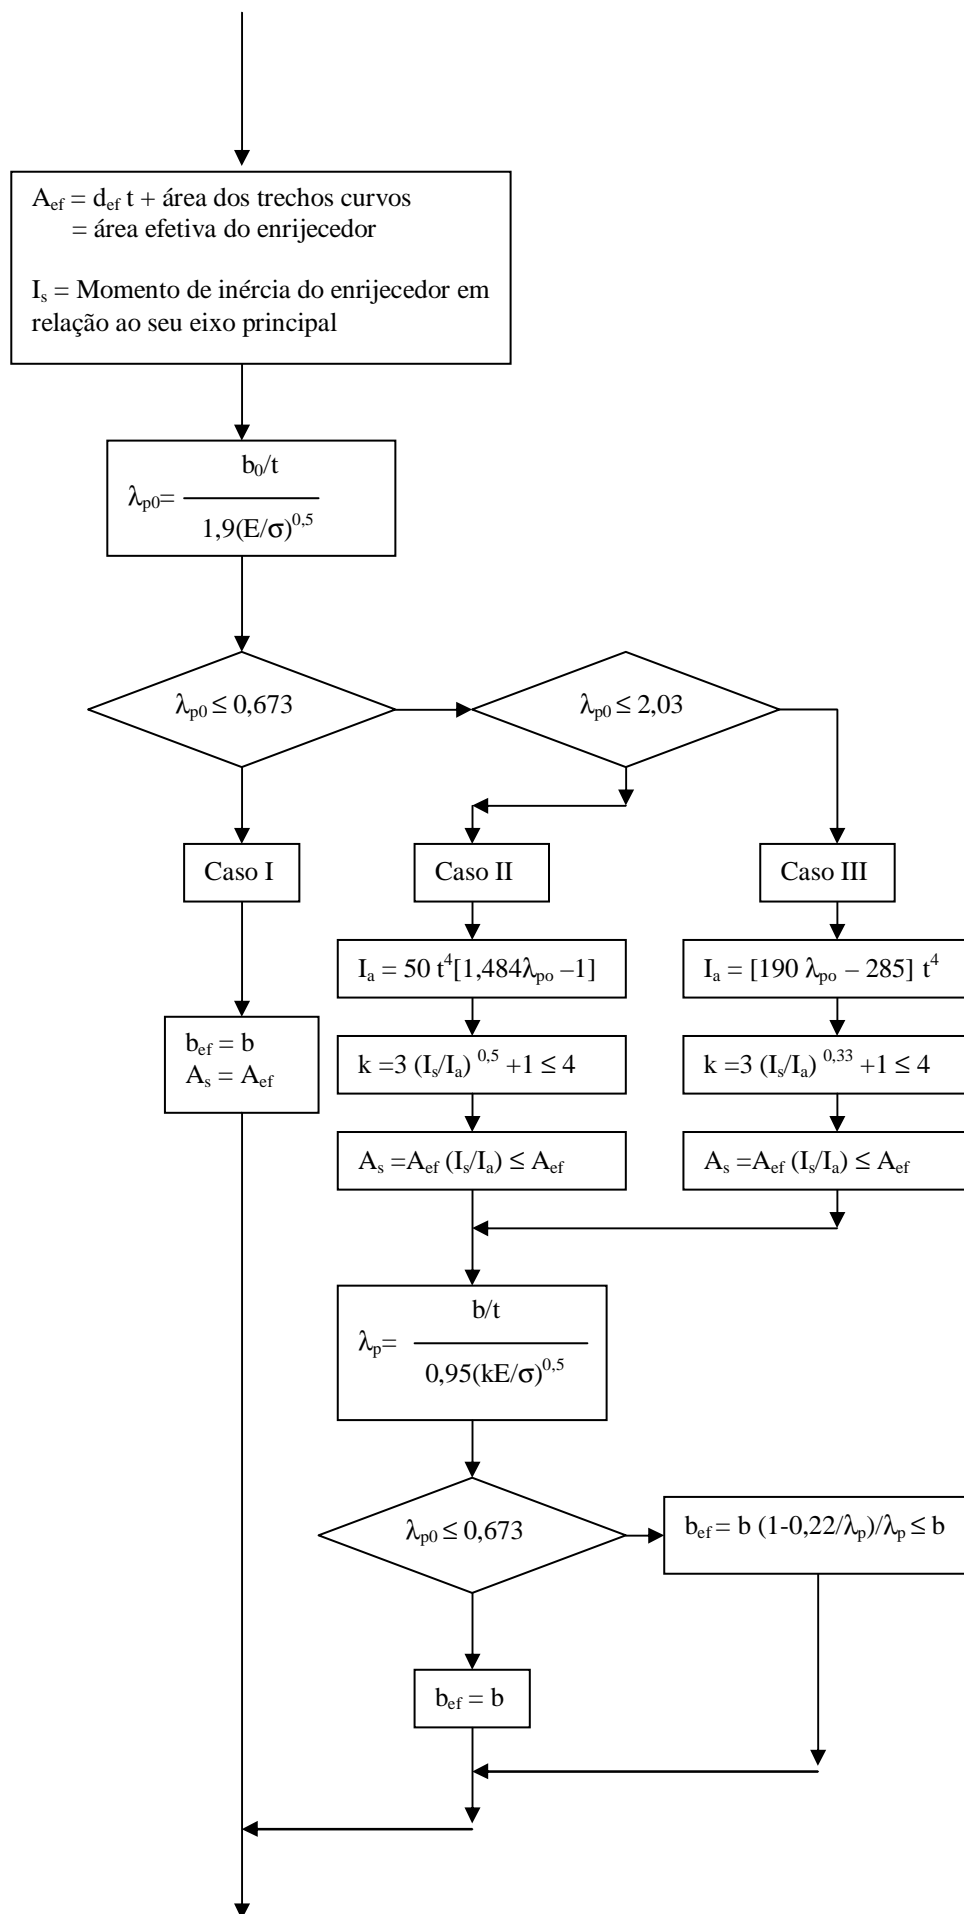 A_ef = d_ef t + área dos trechos curvos
= área efetiva do enrijecedor
I_s = Momento de inércia do enrijecedor em
relação ao seu eixo principal
b_0/t
λ_p0=
1,9(E/σ)^0,5
λ_p0 ≤ 0,673
λ_p0 ≤ 2,03
Caso I
Caso II
Caso III
I_a = 50 t^4[1,484λ_po –1]
I_a = [190 λ_po – 285] t^4
b_ef = b
A_s = A_ef
k =3 (I_s/I_a) ^0,5 +1 ≤ 4
k =3 (I_s/I_a) ^0,33 +1 ≤ 4
A_s =A_ef (I_s/I_a) ≤ A_ef
A_s =A_ef (I_s/I_a) ≤ A_ef
b/t
λ_p=
0,95(kE/σ)^0,5
λ_p0 ≤ 0,673
b_ef = b (1-0,22/λ_p)/λ_p ≤ b
b_ef = b